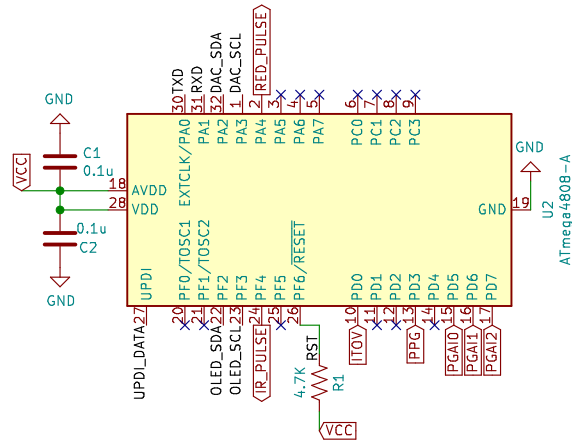 TXD
RXD
DAC_SDA
DAC_SCL
RED_PULSE
30
31
32
1
2
3
4
5
6
7
8
9
EXTCLK/PA0
PA1
PA2
PA3
PA4
PA5
PA6
PA7
PC0
PC1
PC2
PC3
GND
C1
0.1u
VCC
18
AVDD
28
VDD
0.1u
C2
GND
GND
19
GND
U2
ATmega4808-A
UPDI
PF0/TOSC1
PF1/TOSC2
PF2
PF3
PF4
PF5
PF6/RESET
PD0
PD1
PD2
PD3
PD4
PD5
PD6
PD7
27
20
21
22
23
24
25
26
10
11
12
13
14
15
16
17
UPDI_DATA
OLED_SDA
OLED_SCL
IR_PULSE
RST
ITOV
PPG
PGAI0
PGAI1
PGAI2
4.7K
R1
VCC